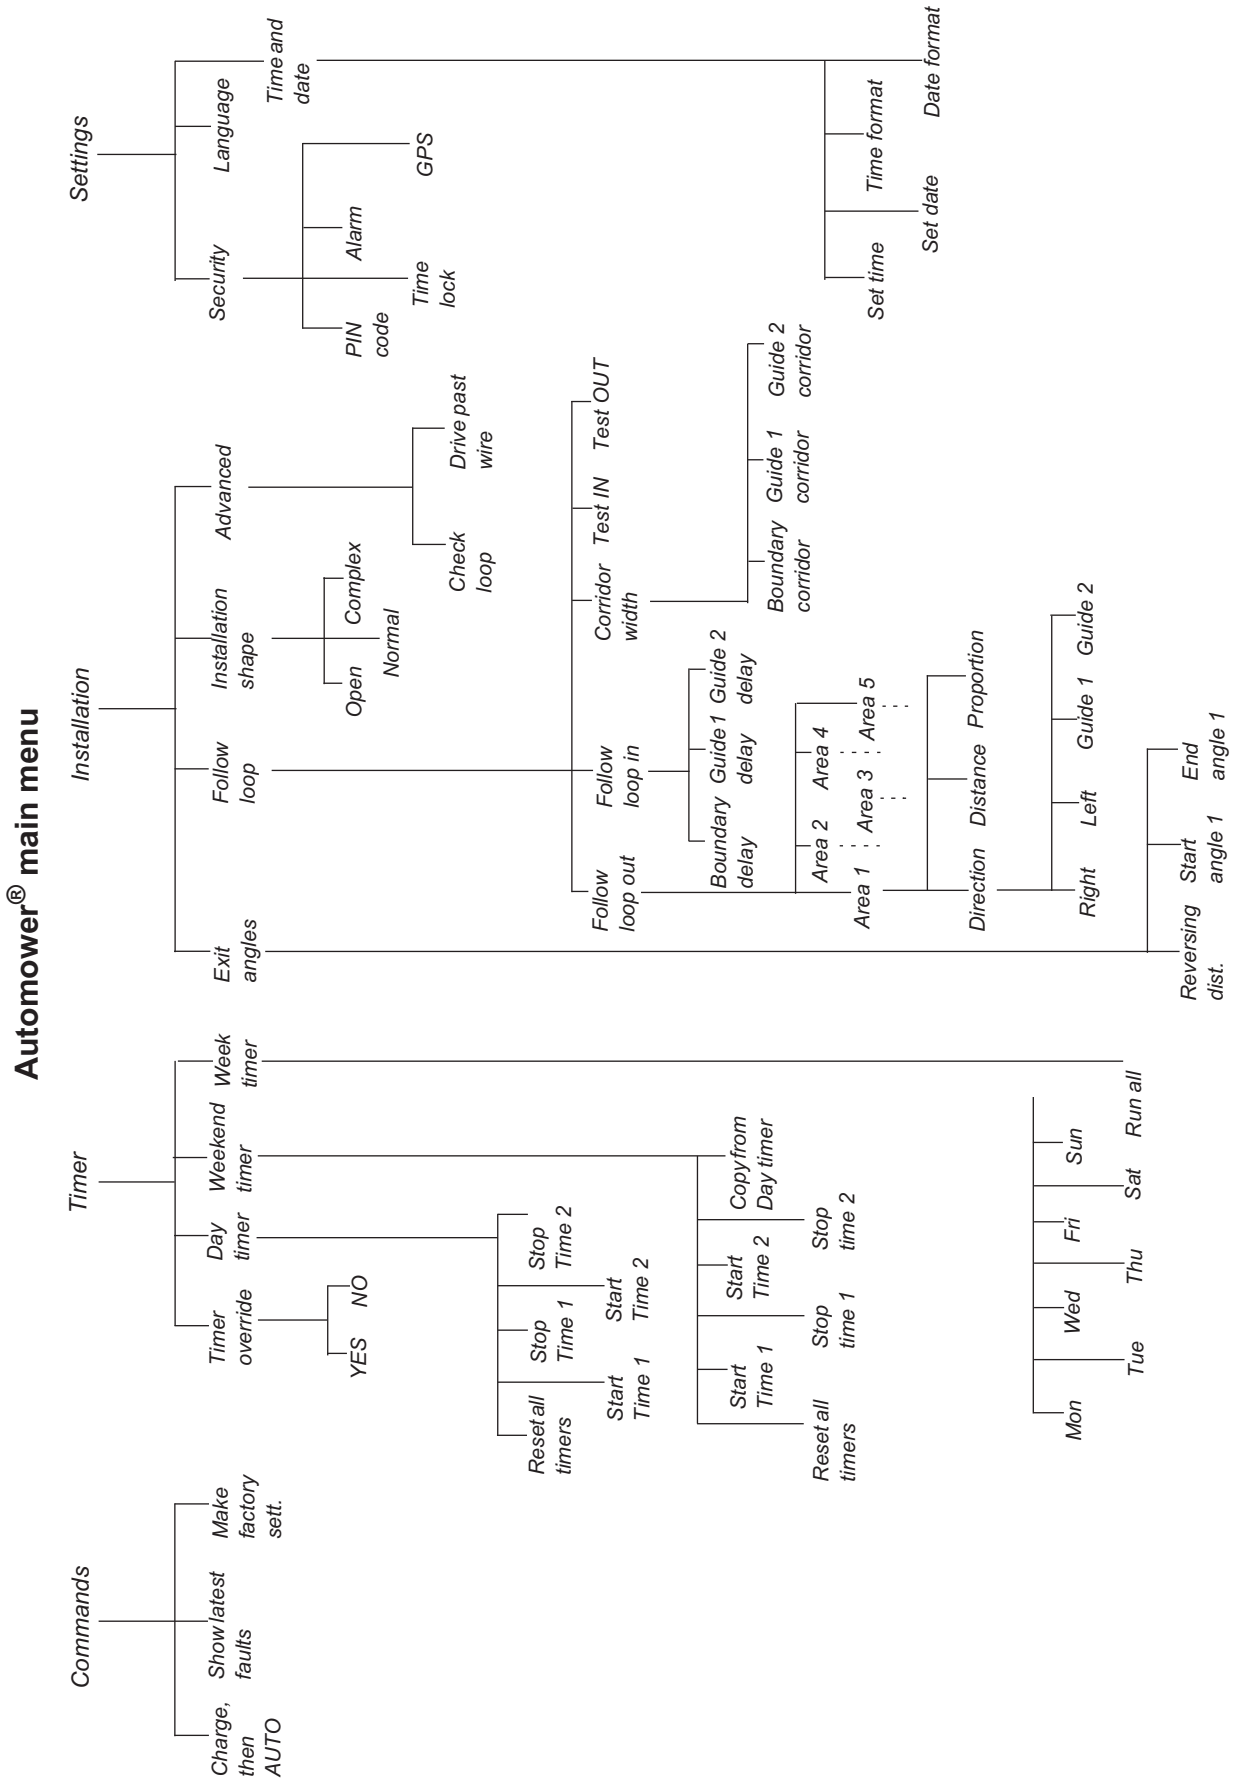 Automower® main menu
Commands
Charge,
then
AUTO
Show latest
faults
Make
factory
sett.
Timer
Timer
override
YES
NO
Day
timer
Reset all
timers
Start
Time 1
Stop
Time 1
Start
Time 2
Stop
Time 2
Weekend
timer
Reset all
timers
Start
Time 1
Stop
time 1
Start
Time 2
Stop
time 2
Copy from
Day timer
Week
timer
Mon
Tue
Wed
Thu
Fri
Sat
Sun
Run all
Installation
Exit
angles
Reversing
dist.
Start
angle 1
End
angle 1
Follow
loop
Follow
loop out
Area 1
Area 2
Area 3
Area 4
Area 5
Direction
Distance
Proportion
Right
Left
Guide 1
Guide 2
Follow
loop in
Boundary
delay
Guide 1
delay
Guide 2
delay
Corridor
width
Boundary
corridor
Guide 1
corridor
Guide 2
corridor
Test IN
Test OUT
Installation
shape
Open
Normal
Complex
Advanced
Check
loop
Drive past
wire
Settings
Security
PIN
code
Time
lock
Alarm
GPS
Language
Time and
date
Set time
Set date
Time format
Date format